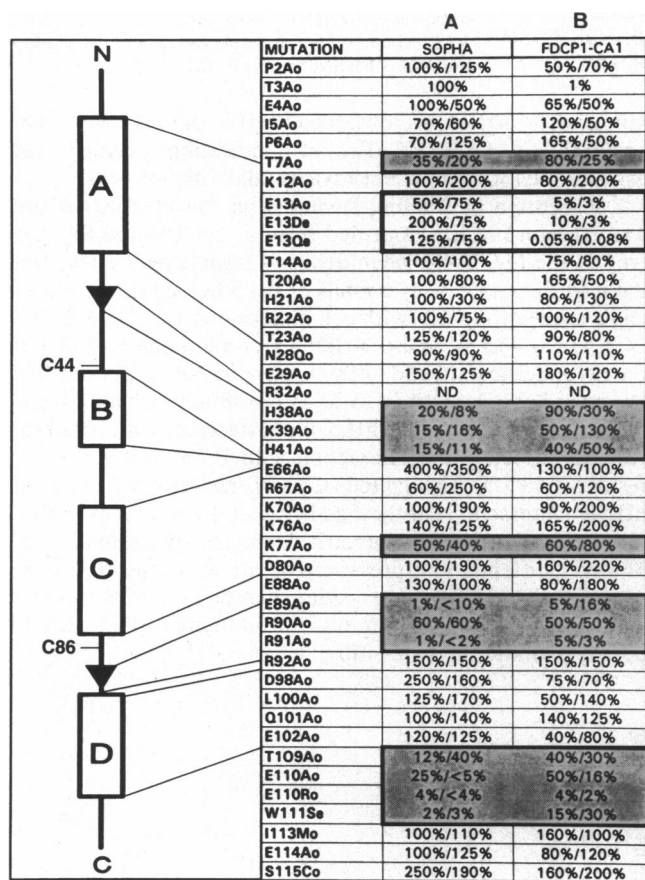 A B
MUTATION SOPHA FDCP1-CA1
P2Ao 100%/125% 50%/70%
T3Ao 100% 1%
E4Ao 100%/50% 65%/50%
I5Ao 70%/60% 120%/50%
P6Ao 70%/125% 165%/50%
T7Ao 35%/20% 80%/25%
K12Ao 100%/200% 80%/200%
E13Ao 50%/75% 5%/3%
E13De 200%/75% 10%/3%
E13Qe 125%/75% 0.05%/0.08%
T14Ao 100%/100% 75%/80%
T20Ao 100%/80% 165%/50%
H21Ao 100%/30% 80%/130%
R22Ao 100%/75% 100%/120%
T23Ao 125%/120% 90%/80%
N28Qo 90%/90% 110%/110%
E29Ao 150%/125% 180%/120%
R32Ao ND ND
H38Ao 20%/8% 90%/30%
K39Ao 15%/16% 50%/130%
H41Ao 15%/11% 40%/50%
E66Ao 400%/350% 130%/100%
R67Ao 60%/250% 60%/120%
K70Ao 100%/190% 90%/200%
K76Ao 140%/125% 165%/200%
K77Ao 50%/40% 60%/80%
D80Ao 100%/190% 160%/220%
E88Ao 130%/100% 80%/180%
E89Ao 1%/<10% 5%/16%
R90Ao 60%/60% 50%/50%
R91Ao 1%/<2% 5%/3%
R92Ao 150%/150% 150%/150%
D98Ao 250%/160% 75%/70%
L100Ao 125%/170% 50%/140%
Q101Ao 100%/140% 140%125%
E102Ao 120%/125% 40%/80%
T109Ao 12%/40% 40%/30%
E110Ao 25%/<5% 50%/16%
E110Ro 4%/<4% 4%/2%
W111Se 2%/3% 15%/30%
I113Mo 100%/110% 160%/100%
E114Ao 100%/125% 80%/120%
S115Co 250%/190% 160%/200%
N
A
C44
B
C
C86
D
C